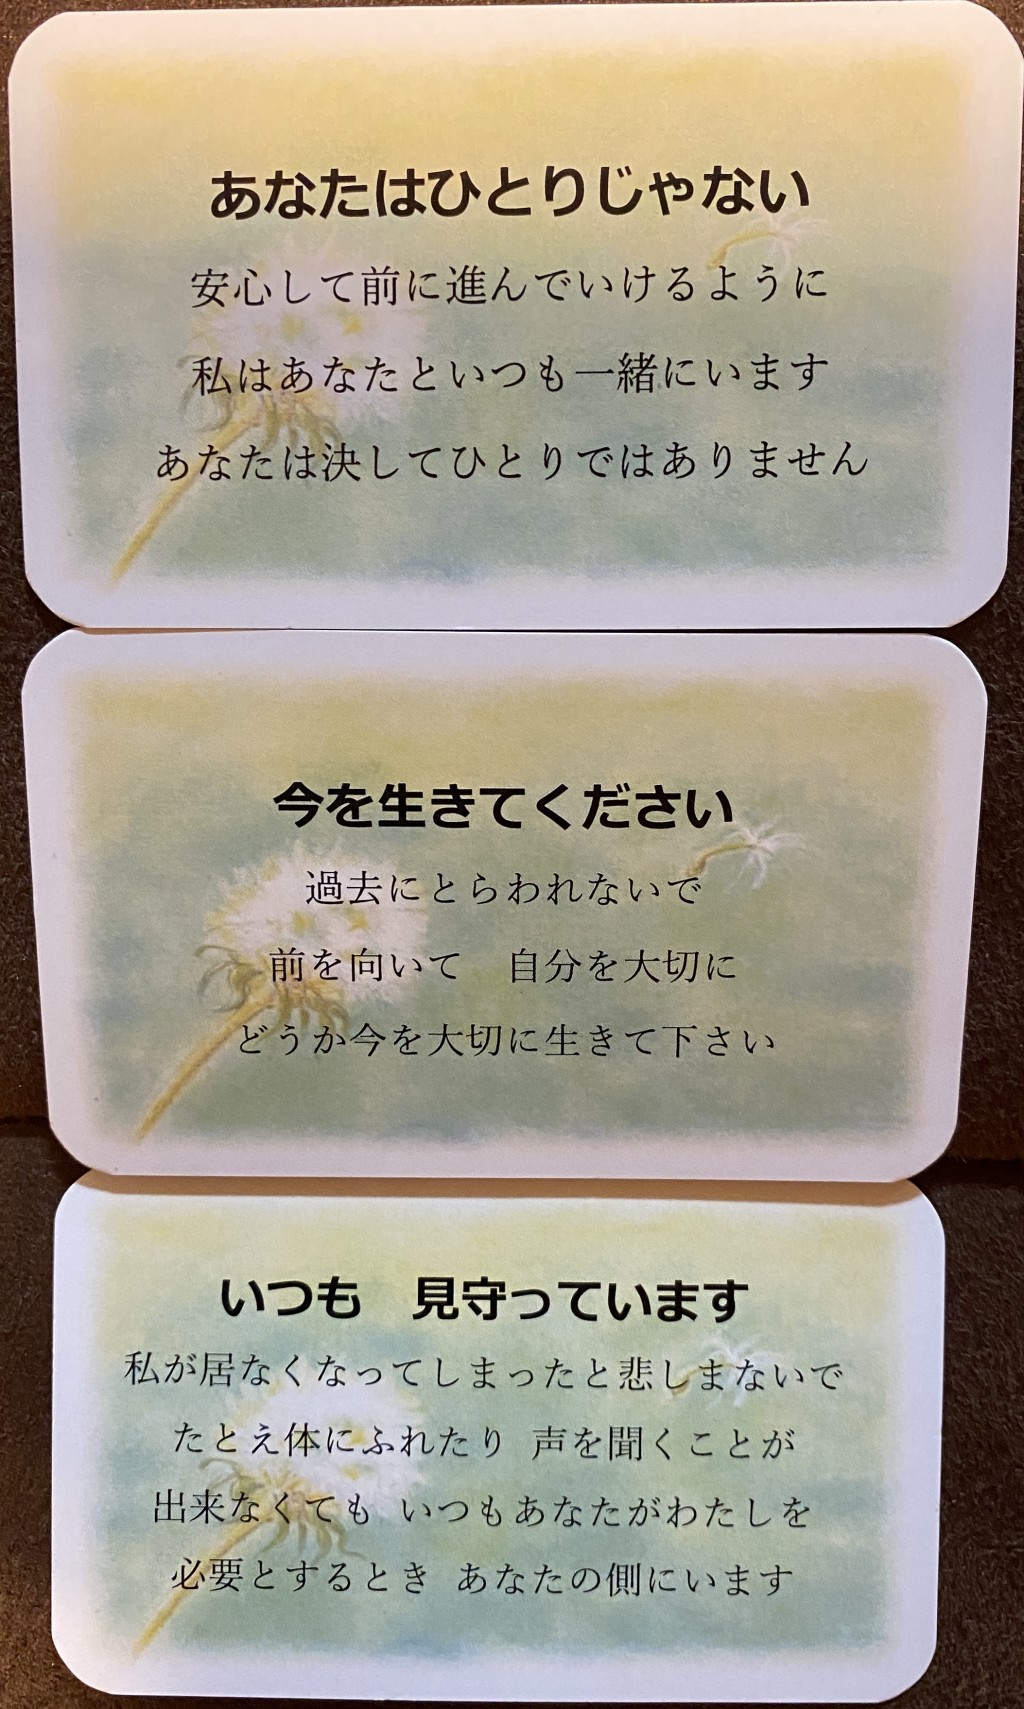 あなたはひとりじゃない
安心して前に進んでいけるように
私はあなたといつも一緒にいます
あなたは決してひとりではありません
今を生きてください
過去にとらわれないで
前を向いて　自分を大切に
どうか今を大切に生きて下さい
いつも　見守っています
私が居なくなってしまったと悲しまないで
たとえ体にふれたり 声を聞くことが
出来なくても いつもあなたがわたしを
必要とするとき あなたの側にいます